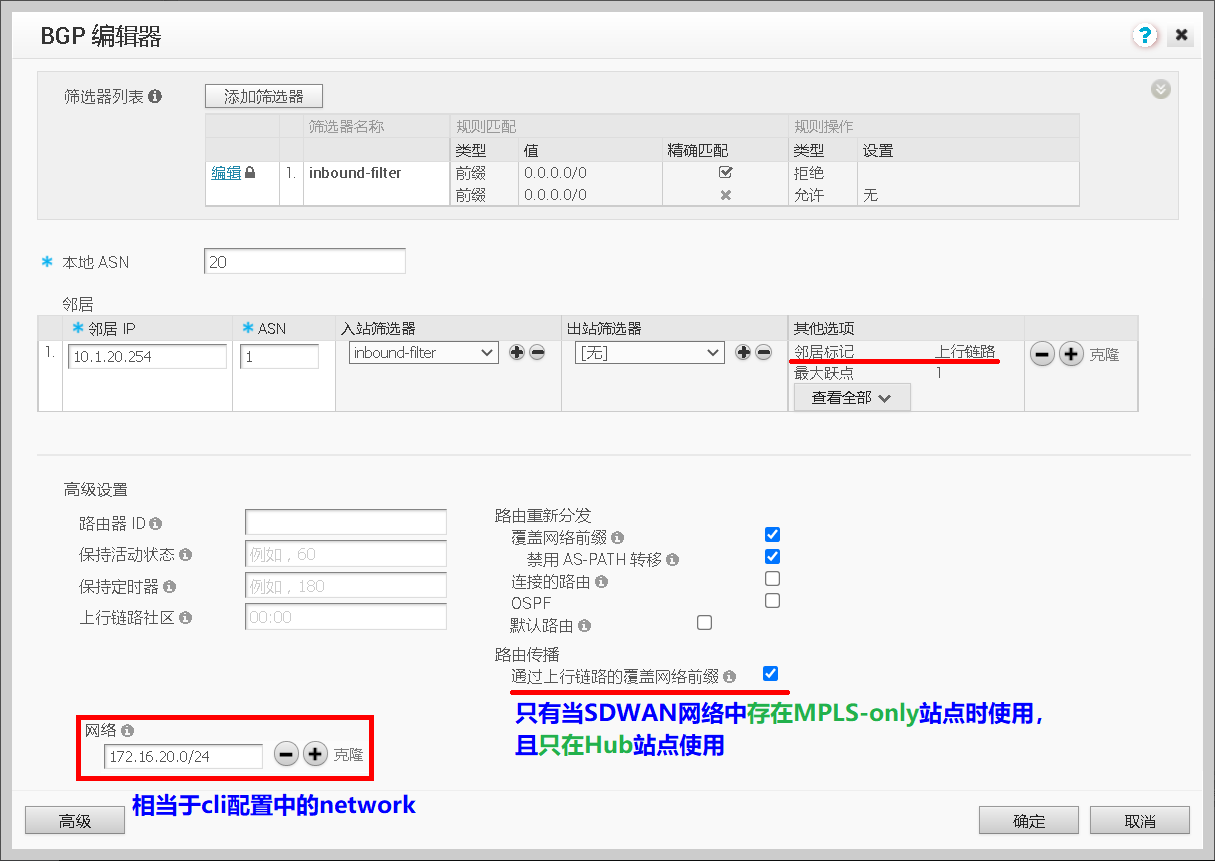 BGP 编辑器
?
筛选器列表
添加筛选器
筛选器名称 规则匹配 规则操作
类型 值 精确匹配 类型 设置
编辑 1. inbound-filter 前缀 0.0.0.0/0 拒绝
前缀 0.0.0.0/0 允许 无
本地 ASN 20
邻居
邻居 IP ASN 入站筛选器 出站筛选器 其他选项
1. 10.1.20.254 1 inbound-filter [无] 邻居标记 上行链路 克隆
最大跃点 1
查看全部
高级设置
路由器 ID
保持活动状态 例如，60
保持定时器 例如，180
上行链路社区 00:00
路由重新分发
覆盖网络前缀
禁用 AS-PATH 转移
连接的路由
OSPF
默认路由
路由传播
通过上行链路的覆盖网络前缀
只有当SDWAN网络中存在MPLS-only站点时使用，
且只在Hub站点使用
网络
172.16.20.0/24 克隆
相当于cli配置中的network
高级 确定 取消